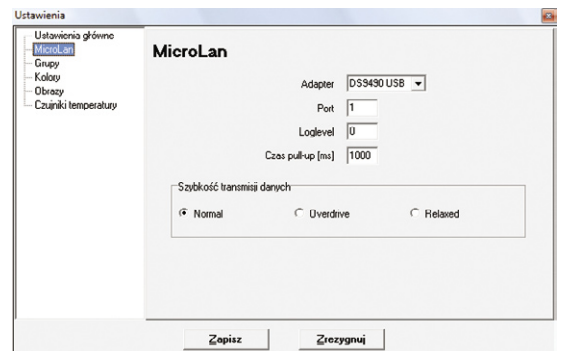 Ustawienia
Ustawienia główne
MicroLan
Grupy
Kolory
Obrazy
Czujniki temperatury
MicroLan
Adapter DS9490 USB
Port 1
Loglevel 0
Czas pull-up [ms] 1000
Szybkość transmisji danych
Normal Overdrive Relaxed
Zapisz Zrezygnuj